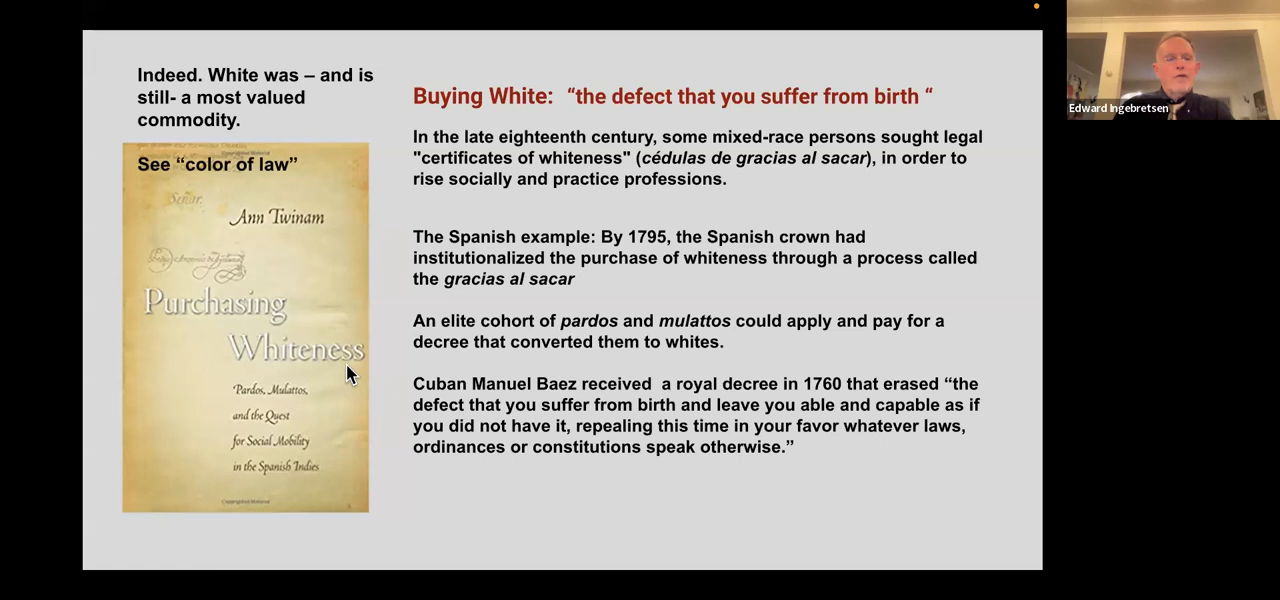 Indeed. White was – and is
still- a most valued
commodity.
See “color of law”
Señor.
Ann Twinam
Purchasing
Whiteness
Pardos, Mulattos,
and the Quest
for Social Mobility
in the Spanish Indies
Copyrighted Material
Buying White: “the defect that you suffer from birth “
In the late eighteenth century, some mixed-race persons sought legal
"certificates of whiteness" (cédulas de gracias al sacar), in order to
rise socially and practice professions.
The Spanish example: By 1795, the Spanish crown had
institutionalized the purchase of whiteness through a process called
the gracias al sacar
An elite cohort of pardos and mulattos could apply and pay for a
decree that converted them to whites.
Cuban Manuel Baez received a royal decree in 1760 that erased “the
defect that you suffer from birth and leave you able and capable as if
you did not have it, repealing this time in your favor whatever laws,
ordinances or constitutions speak otherwise.”
Edward Ingebretsen